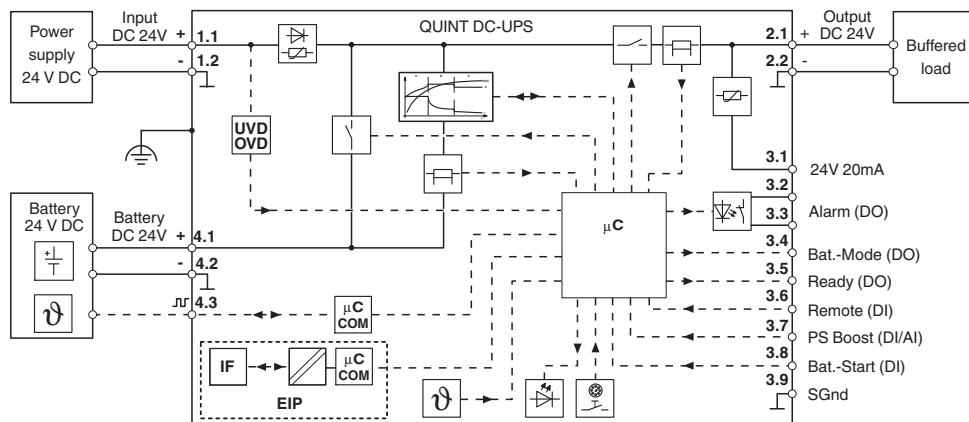 Power
supply
24 V DC
Input
DC 24V +
-
1.1
1.2
QUINT DC-UPS
2.1
2.2
Output
+ DC 24V
-
Buffered
load
UVD
OVD
3.1
24V 20mA
3.2
3.3
Alarm (DO)
3.4
Bat.-Mode (DO)
3.5
Ready (DO)
3.6
Remote (DI)
3.7
PS Boost (DI/AI)
3.8
Bat.-Start (DI)
3.9
SGnd
µC
Battery
24 V DC
+
ϑ
Battery
DC 24V +
-
4.1
4.2
4.3
µC
COM
IF
µC
COM
EIP
ϑ